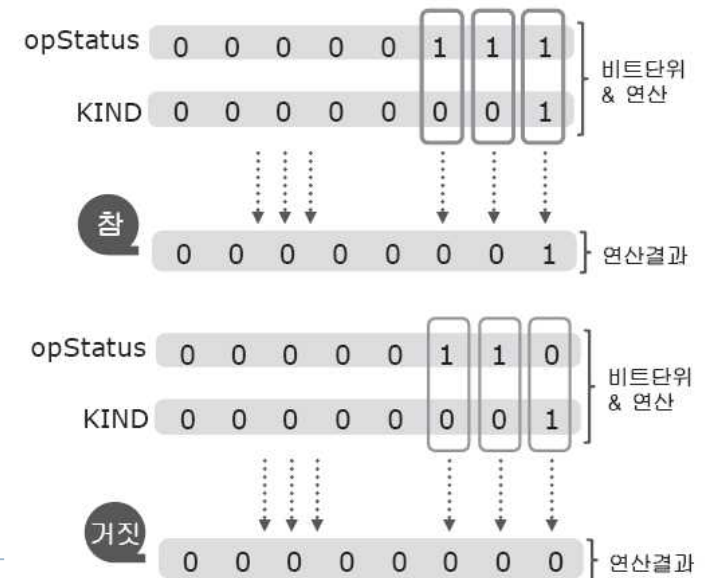 opStatus 0 0 0 0 0 1 1 1
비트단위
& 연산
KIND 0 0 0 0 0 0 0 1
참
0 0 0 0 0 0 0 1 연산결과
opStatus 0 0 0 0 0 1 1 0
비트단위
& 연산
KIND 0 0 0 0 0 0 0 1
거짓
0 0 0 0 0 0 0 0 연산결과